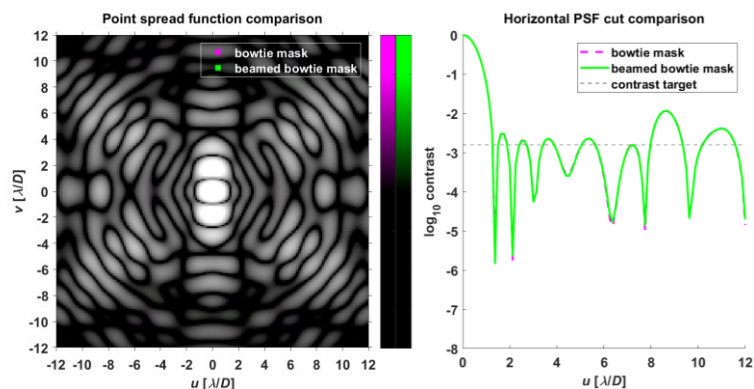 Point spread function comparison
bowtie mask
beamed bowtie mask
12
10
8
6
4
2
0
-2
-4
-6
-8
-10
-12
v [λ/D]
-12 -10 -8 -6 -4 -2 0 2 4 6 8 10 12
u [λ/D]
Horizontal PSF cut comparison
bowtie mask
beamed bowtie mask
contrast target
0
-1
-2
-3
-4
-5
-6
-7
-8
log10 contrast
0 2 4 6 8 10 12
u [λ/D]